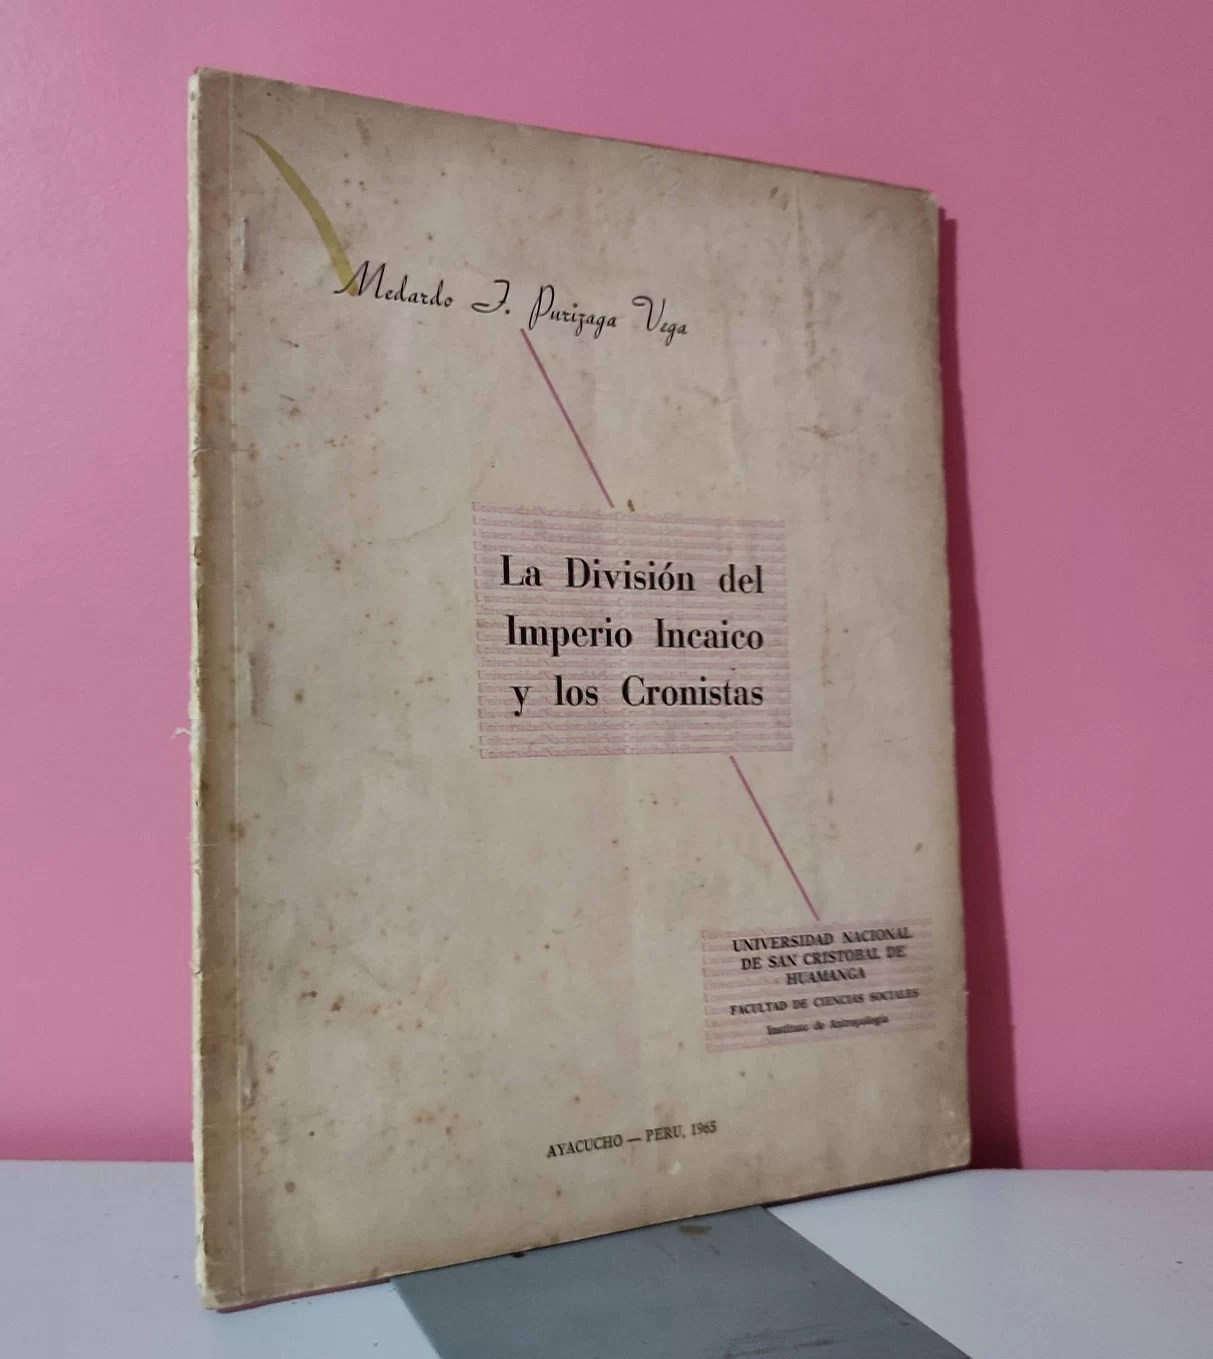 Medardo J. Purizaga Vega
La División del
Imperio Incaico
y los Cronistas
UNIVERSIDAD NACIONAL
DE SAN CRISTOBAL DE
HUAMANGA
FACULTAD DE CIENCIAS SOCIALES
Instituto de Antropología
AYACUCHO — PERU, 1965